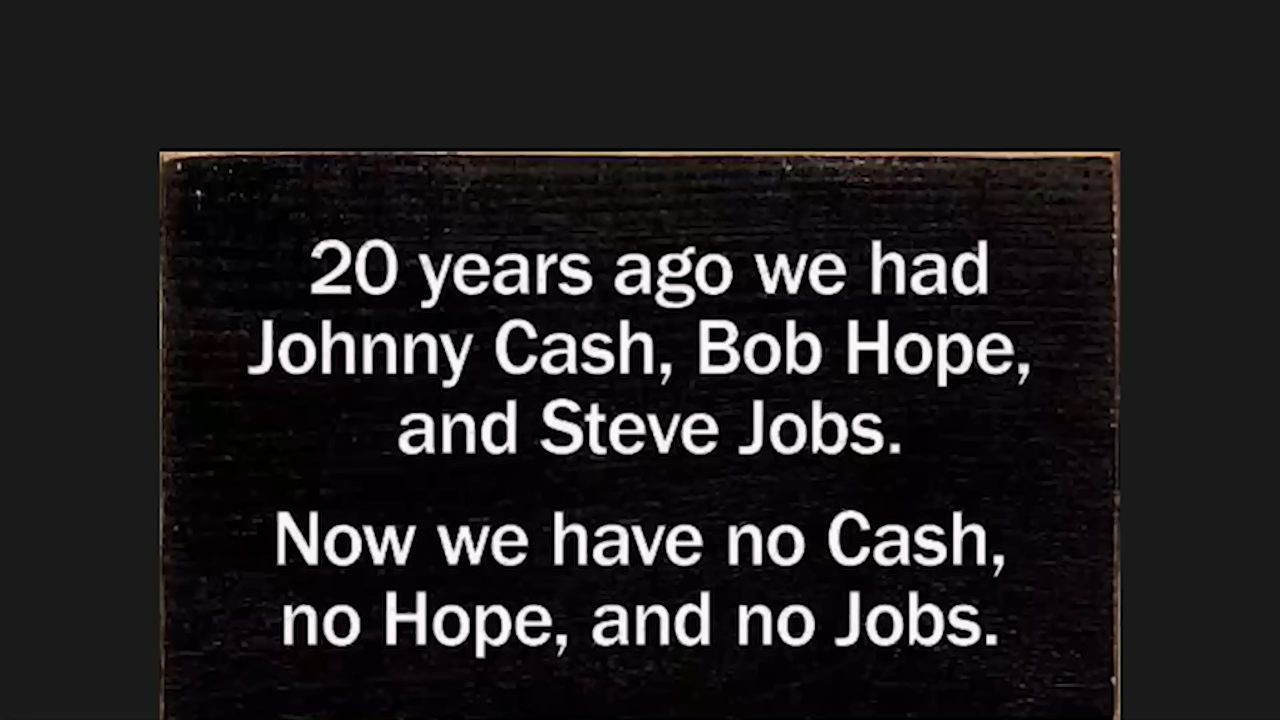 20 years ago we had
Johnny Cash, Bob Hope,
and Steve Jobs.
Now we have no Cash,
no Hope, and no Jobs.